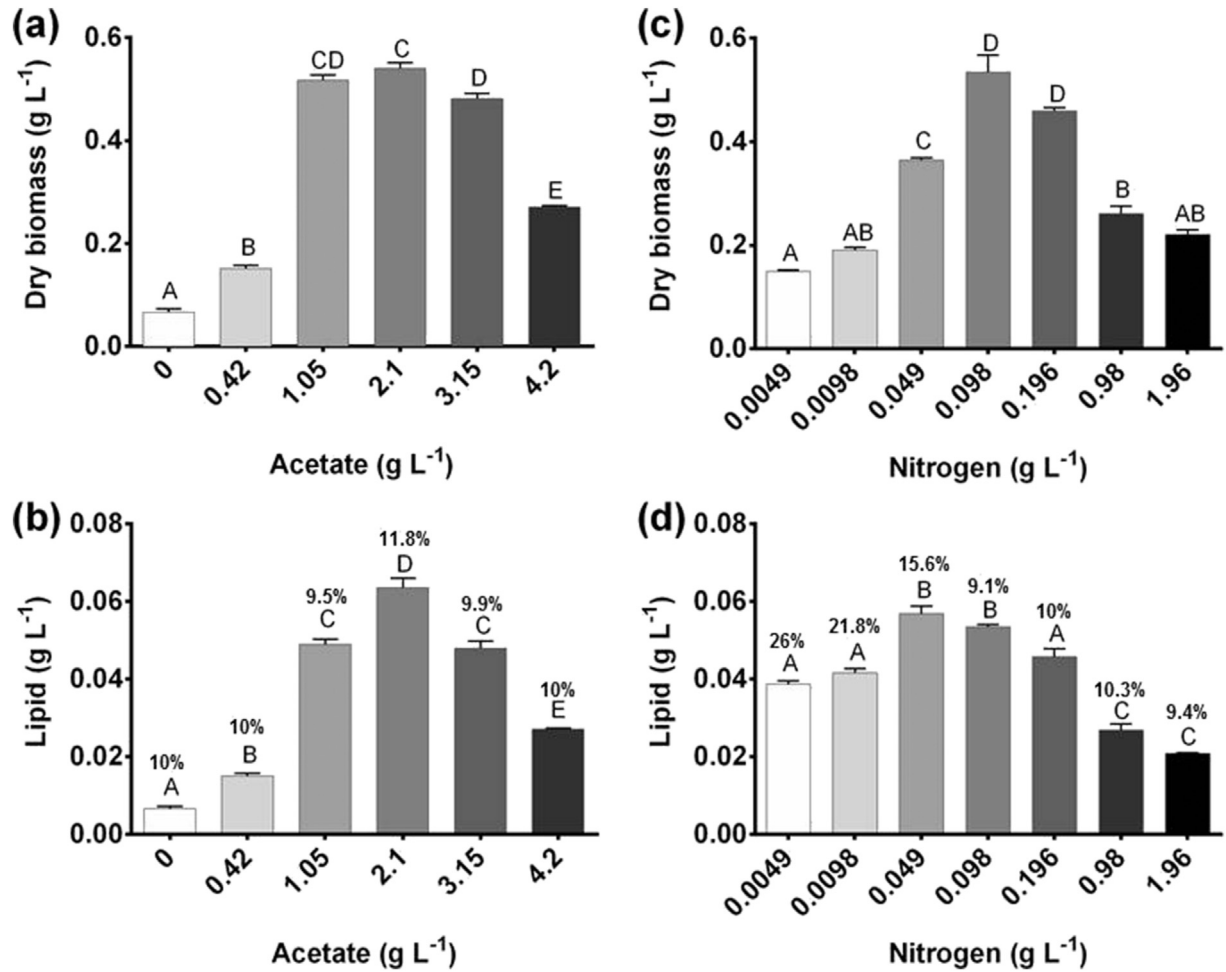 (a)
Dry biomass (g L⁻¹)
0.6
0.4
0.2
0.0
A
B
CD
C
D
E
0
0.42
1.05
2.1
3.15
4.2
Acetate (g L⁻¹)
(c)
Dry biomass (g L⁻¹)
0.6
0.4
0.2
0.0
A
AB
C
D
D
B
AB
0.0049
0.0098
0.049
0.098
0.196
0.98
1.96
Nitrogen (g L⁻¹)
(b)
Lipid (g L⁻¹)
0.08
0.06
0.04
0.02
0.00
10%
A
10%
B
9.5%
C
11.8%
D
9.9%
C
10%
E
0
0.42
1.05
2.1
3.15
4.2
Acetate (g L⁻¹)
(d)
Lipid (g L⁻¹)
0.08
0.06
0.04
0.02
0.00
26%
A
21.8%
A
15.6%
B
9.1%
B
10%
A
10.3%
C
9.4%
C
0.0049
0.0098
0.049
0.098
0.196
0.98
1.96
Nitrogen (g L⁻¹)